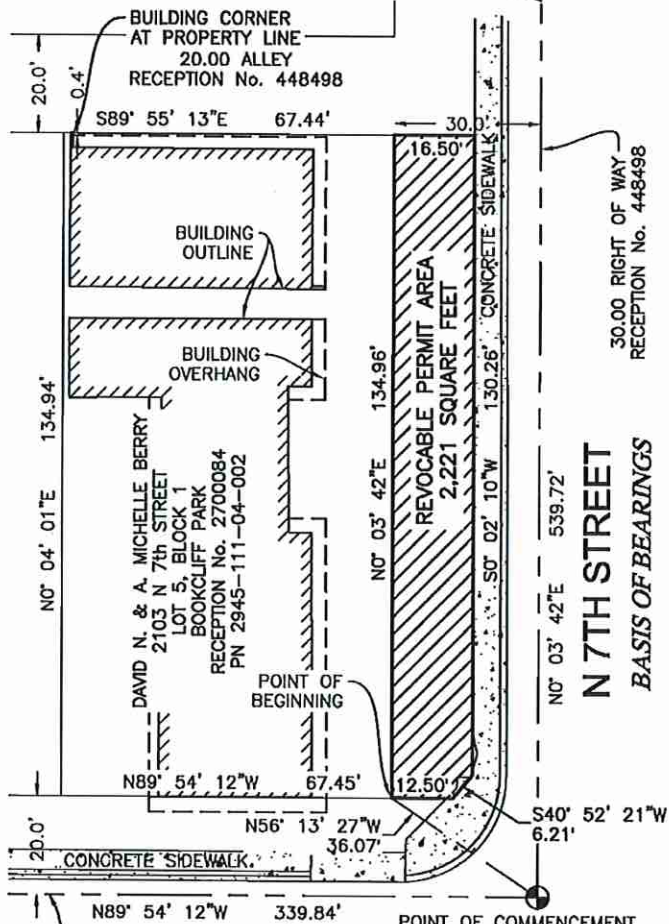 BUILDING CORNER
AT PROPERTY LINE
20.00 ALLEY
RECEPTION No. 448498
20.0'
0.4'
S89° 55' 13"E 67.44'
30.0'
16.50'
CONCRETE SIDEWALK
30.00 RIGHT OF WAY
RECEPTION No. 448498
BUILDING
OUTLINE
BUILDING
OVERHANG
134.94'
N0° 04' 01"E
DAVID N. & A. MICHELLE BERRY
2103 N 7th STREET
LOT 5, BLOCK 1
BOOKCLIFF PARK
RECEPTION No. 2700084
PN 2945-111-04-002
134.96'
N0° 03' 42"E
REVOCABLE PERMIT AREA
2,221 SQUARE FEET
130.26'
S0° 02' 10"W
539.72'
N0° 03' 42"E
N 7TH STREET
BASIS OF BEARINGS
POINT OF
BEGINNING
N89° 54' 12"W 67.45'
12.50'
S40° 52' 21"W
6.21'
N56° 13' 27"W
36.07'
20.0'
CONCRETE SIDEWALK
N89° 54' 12"W 339.84'
POINT OF COMMENCEMENT